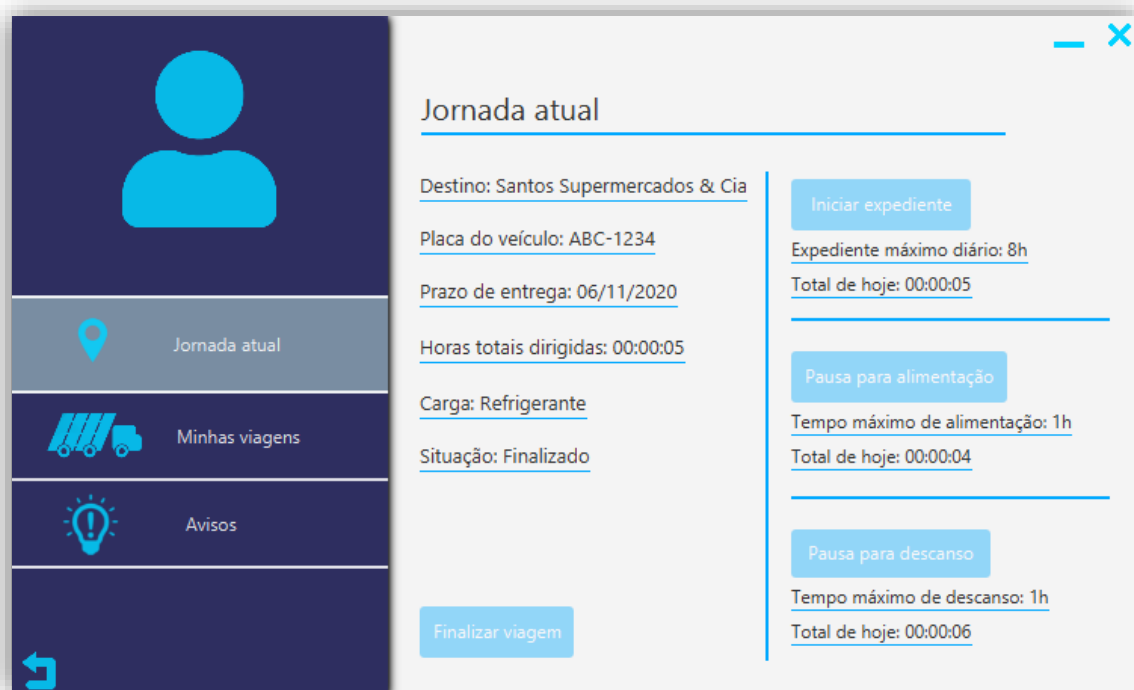 Jornada atual
Minhas viagens
Avisos
Jornada atual
Destino: Santos Supermercados & Cia
Placa do veículo: ABC-1234
Prazo de entrega: 06/11/2020
Horas totais dirigidas: 00:00:05
Carga: Refrigerante
Situação: Finalizado
Finalizar viagem
Iniciar expediente
Expediente máximo diário: 8h
Total de hoje: 00:00:05
Pausa para alimentação
Tempo máximo de alimentação: 1h
Total de hoje: 00:00:04
Pausa para descanso
Tempo máximo de descanso: 1h
Total de hoje: 00:00:06